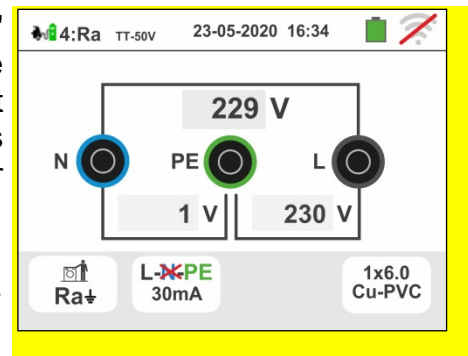 4:Ra TT-50V 23-05-2020 16:34
229 V
N PE L
1 V 230 V
Ra L-N-PE 1x6.0
30mA Cu-PVC